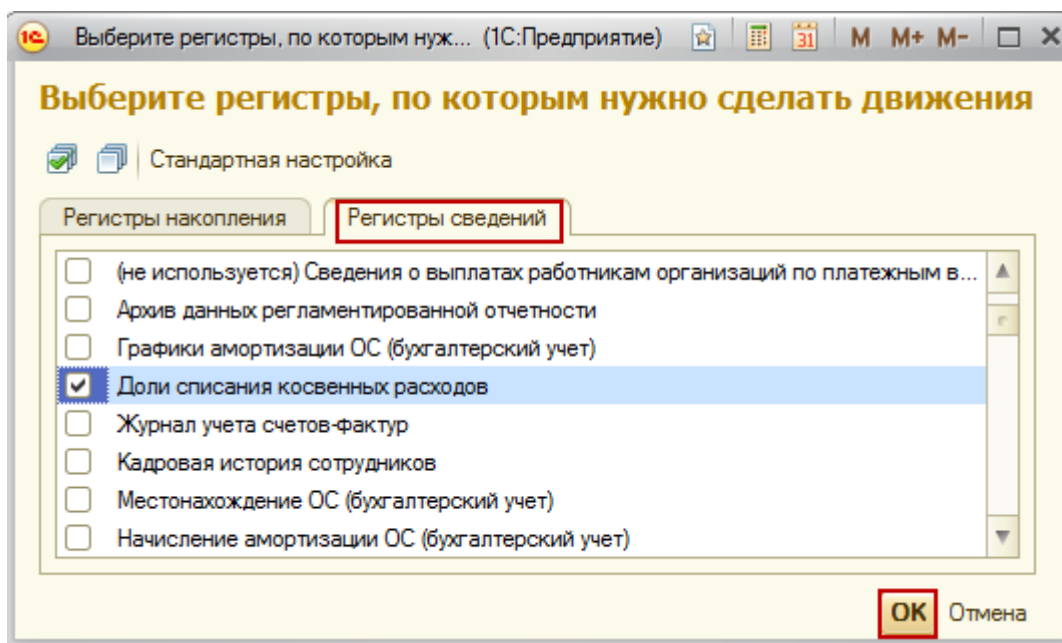 1С Выберите регистры, по которым нуж... (1С:Предприятие) 31 M M+ M-
Выберите регистры, по которым нужно сделать движения
Стандартная настройка
Регистры накопления Регистры сведений
(не используется) Сведения о выплатах работникам организаций по платежным в...
Архив данных регламентированной отчетности
Графики амортизации ОС (бухгалтерский учет)
Доли списания косвенных расходов
Журнал учета счетов-фактур
Кадровая история сотрудников
Местонахождение ОС (бухгалтерский учет)
Начисление амортизации ОС (бухгалтерский учет)
ОК Отмена